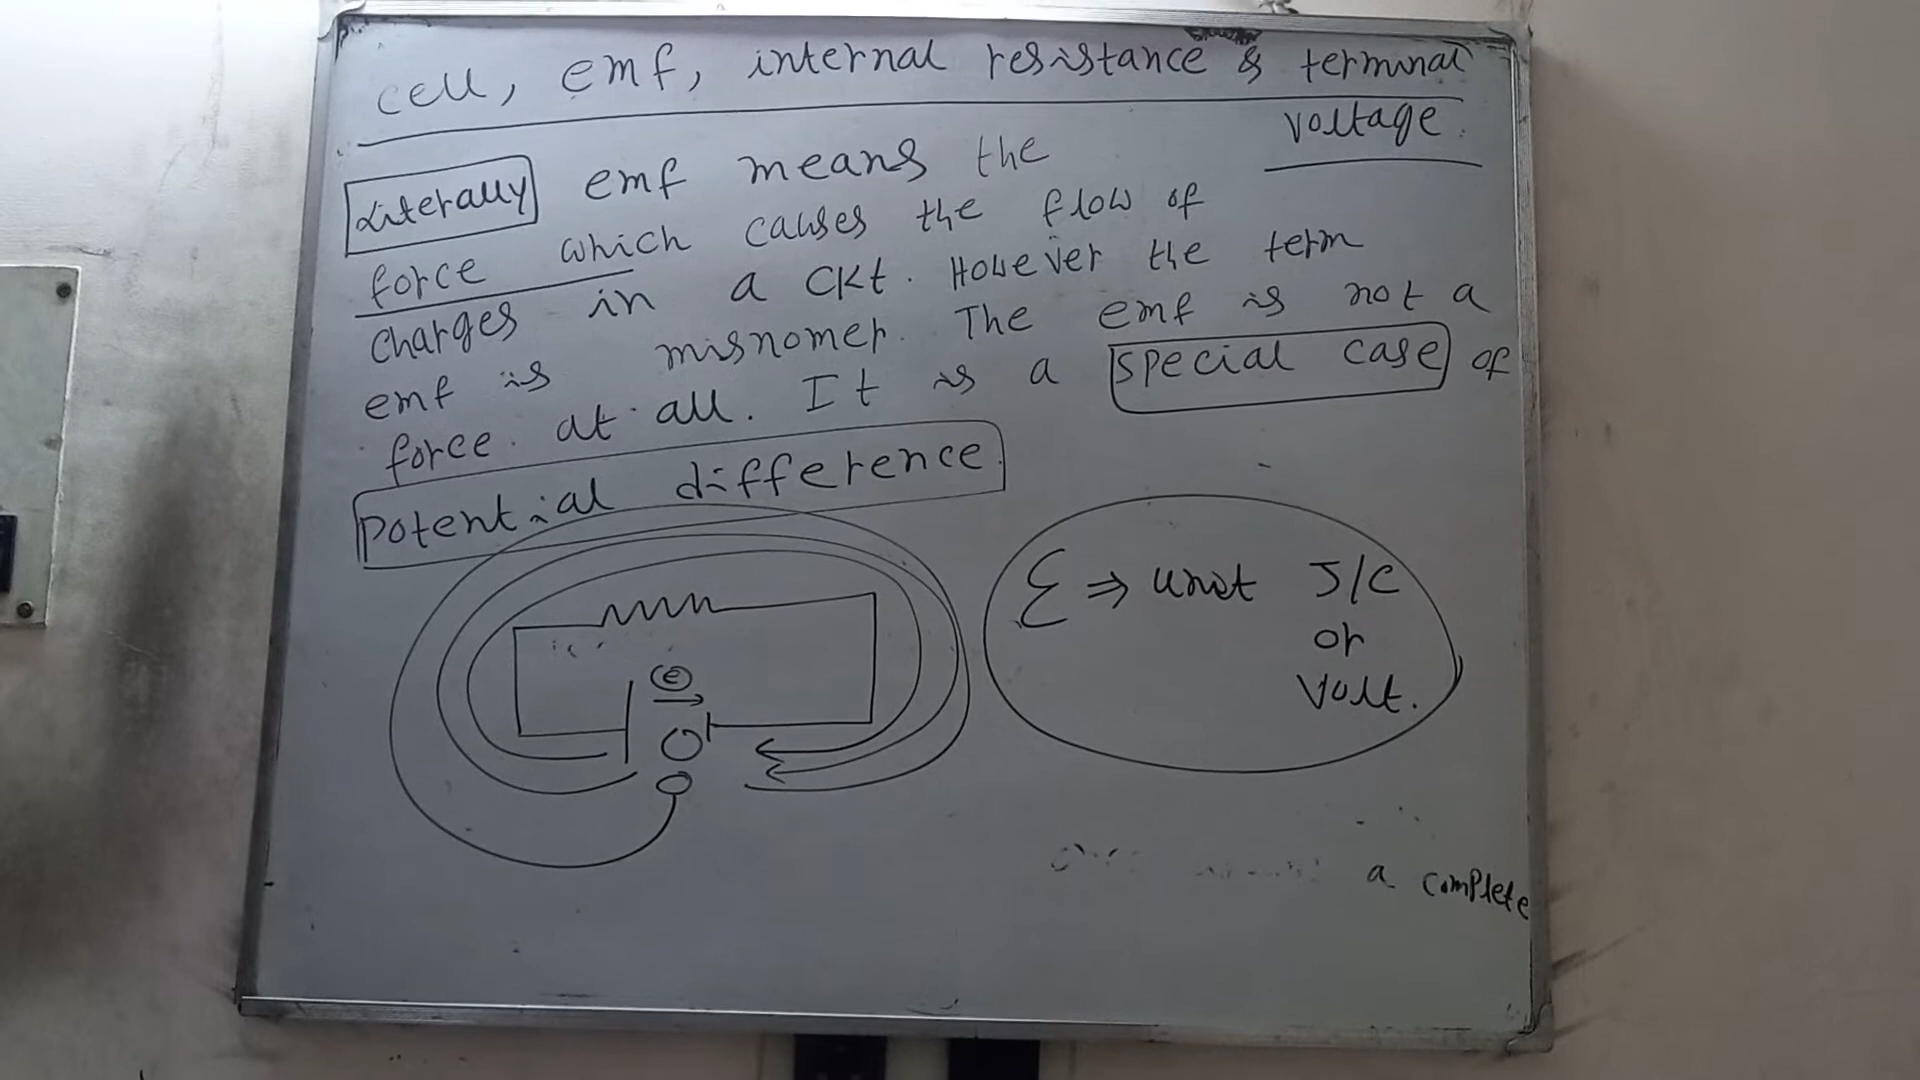 cell, emf, internal resistance & terminal
voltage.
Literally emf means the
force which causes the flow of
charges in a ckt. However the term
emf is misnomer. The emf is not a
force. at all. It is a special case of
potential difference.
ℰ ⇒ unit J/C
or
Volt.
e
a complete